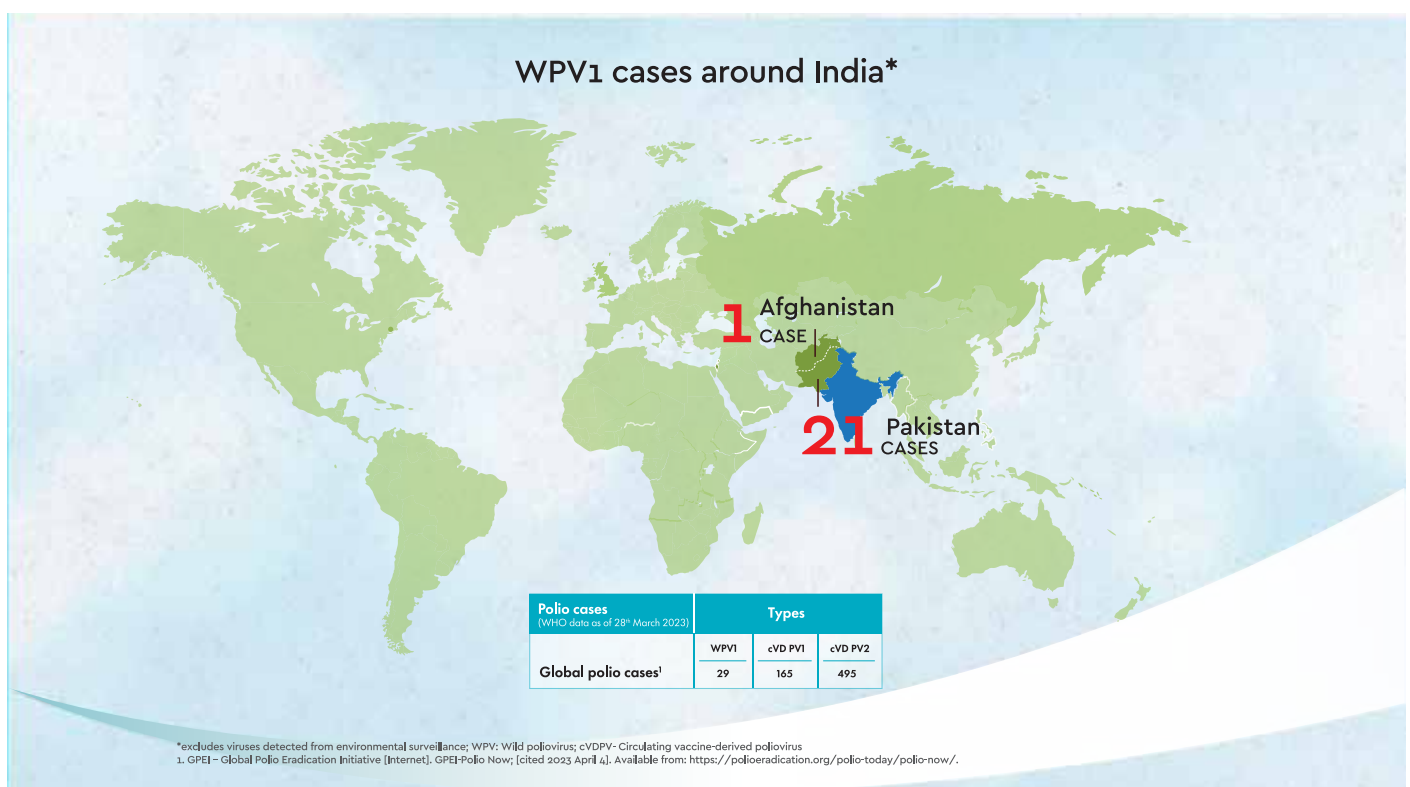 WPV1 cases around India*
1 Afghanistan
CASE
21 Pakistan
CASES
Polio cases
(WHO data as of 28th March 2023)
Types
WPV1 cVD PV1 cVD PV2
Global polio cases1 29 165 495
*excludes viruses detected from environmental surveillance; WPV: Wild poliovirus; cVDPV- Circulating vaccine-derived poliovirus
1. GPEI – Global Polio Eradication Initiative [Internet]. GPEI-Polio Now; [cited 2023 April 4]. Available from: https://polioeradication.org/polio-today/polio-now/.